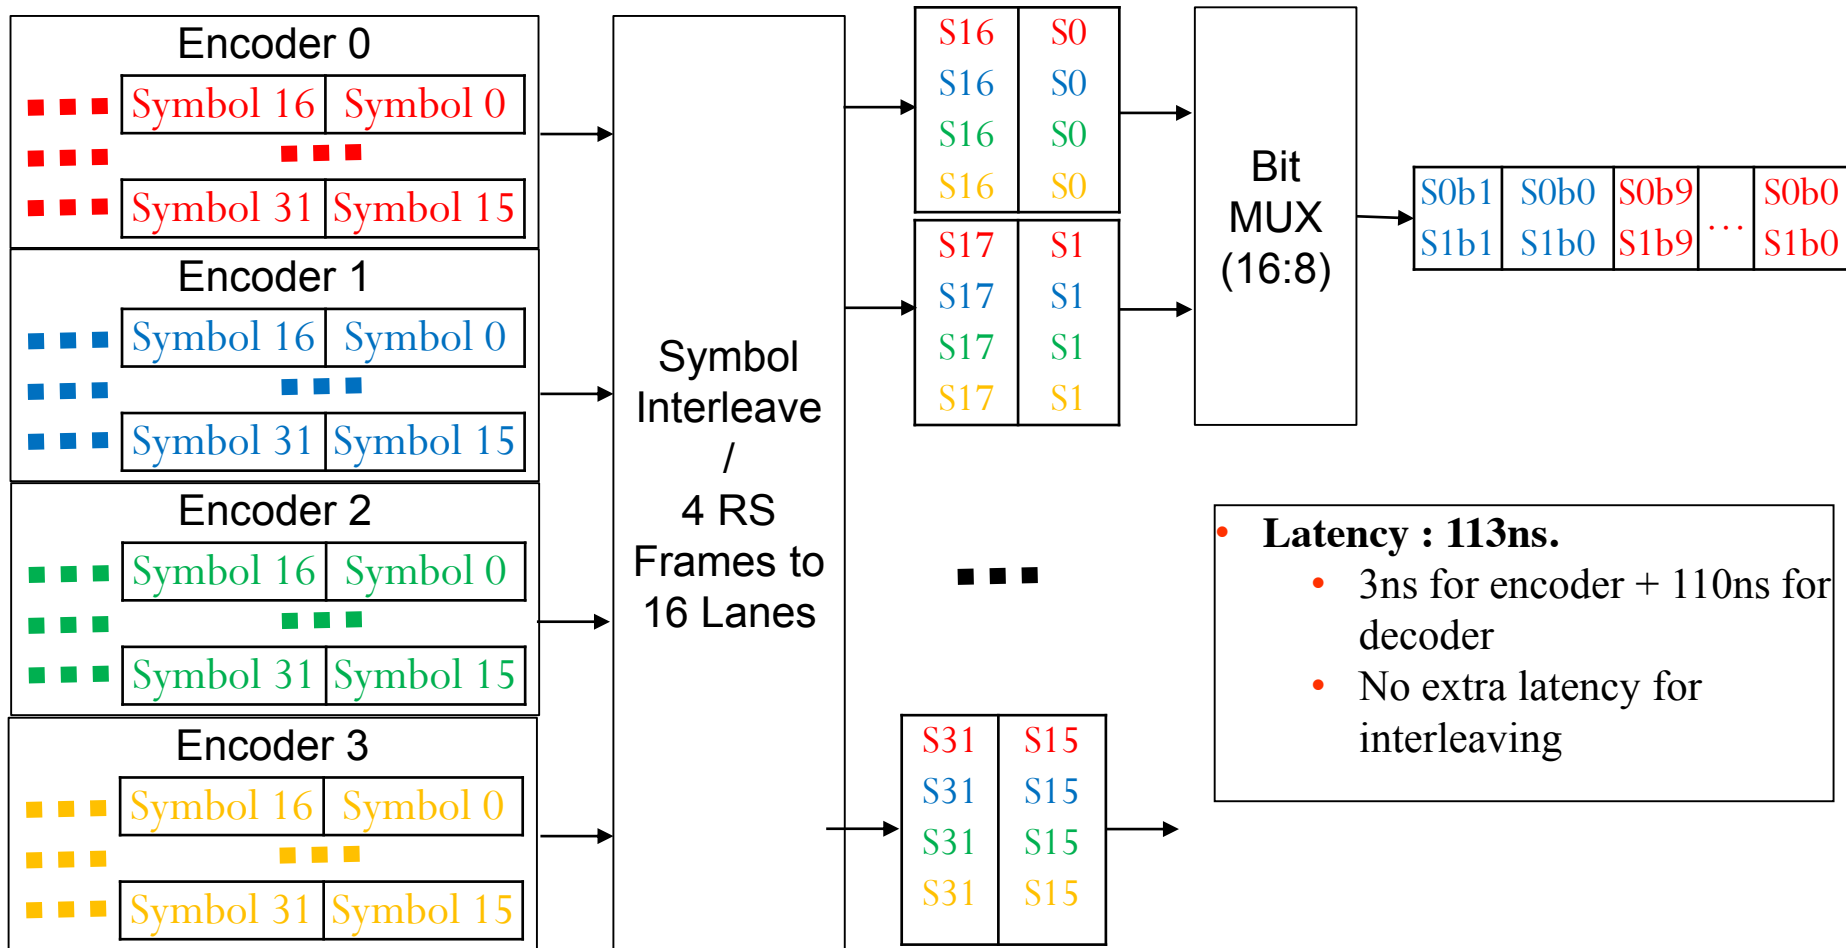 Encoder 0
Symbol 16 Symbol 0
Symbol 31 Symbol 15
Encoder 1
Symbol 16 Symbol 0
Symbol 31 Symbol 15
Encoder 2
Symbol 16 Symbol 0
Symbol 31 Symbol 15
Encoder 3
Symbol 16 Symbol 0
Symbol 31 Symbol 15
Symbol
Interleave
/
4 RS
Frames to
16 Lanes
S16 S0
S16 S0
S16 S0
S16 S0
S17 S1
S17 S1
S17 S1
S17 S1
S31 S15
S31 S15
S31 S15
S31 S15
Bit
MUX
(16:8)
S0b1 S0b0 S0b9 ... S0b0
S1b1 S1b0 S1b9 S1b0
• Latency : 113ns.
• 3ns for encoder + 110ns for
decoder
• No extra latency for
interleaving